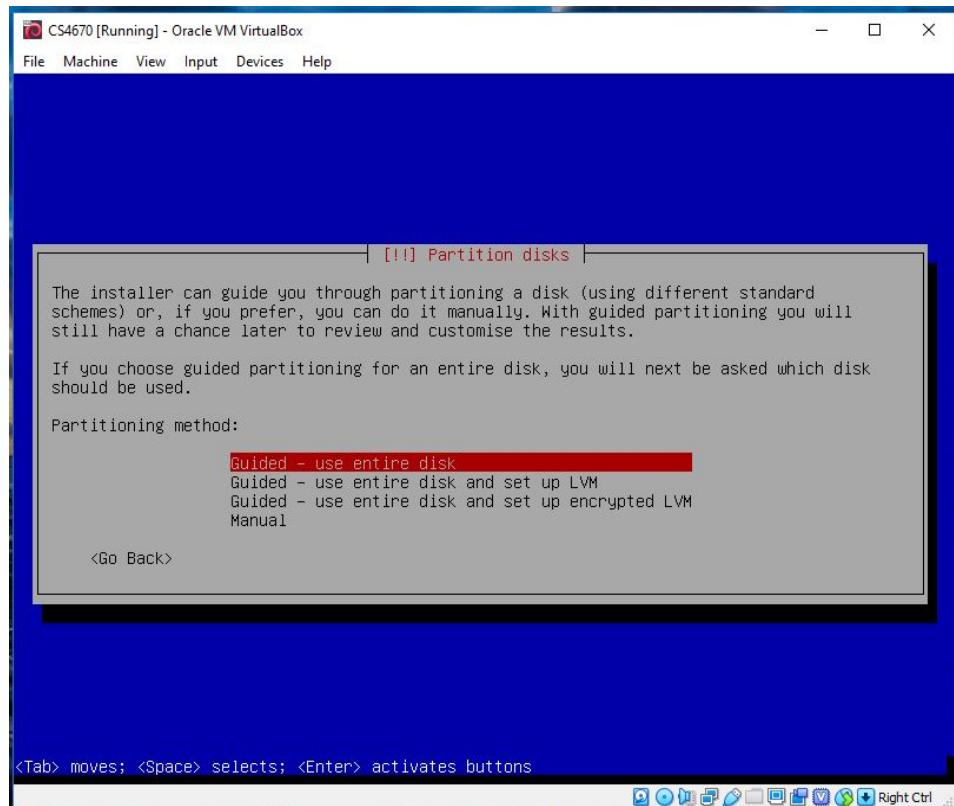 CS4670 [Running] - Oracle VM VirtualBox
File Machine View Input Devices Help
[!!] Partition disks
The installer can guide you through partitioning a disk (using different standard
schemes) or, if you prefer, you can do it manually. With guided partitioning you will
still have a chance later to review and customise the results.
If you choose guided partitioning for an entire disk, you will next be asked which disk
should be used.
Partitioning method:
Guided – use entire disk
Guided – use entire disk and set up LVM
Guided – use entire disk and set up encrypted LVM
Manual
<Go Back>
<Tab> moves; <Space> selects; <Enter> activates buttons
Right Ctrl